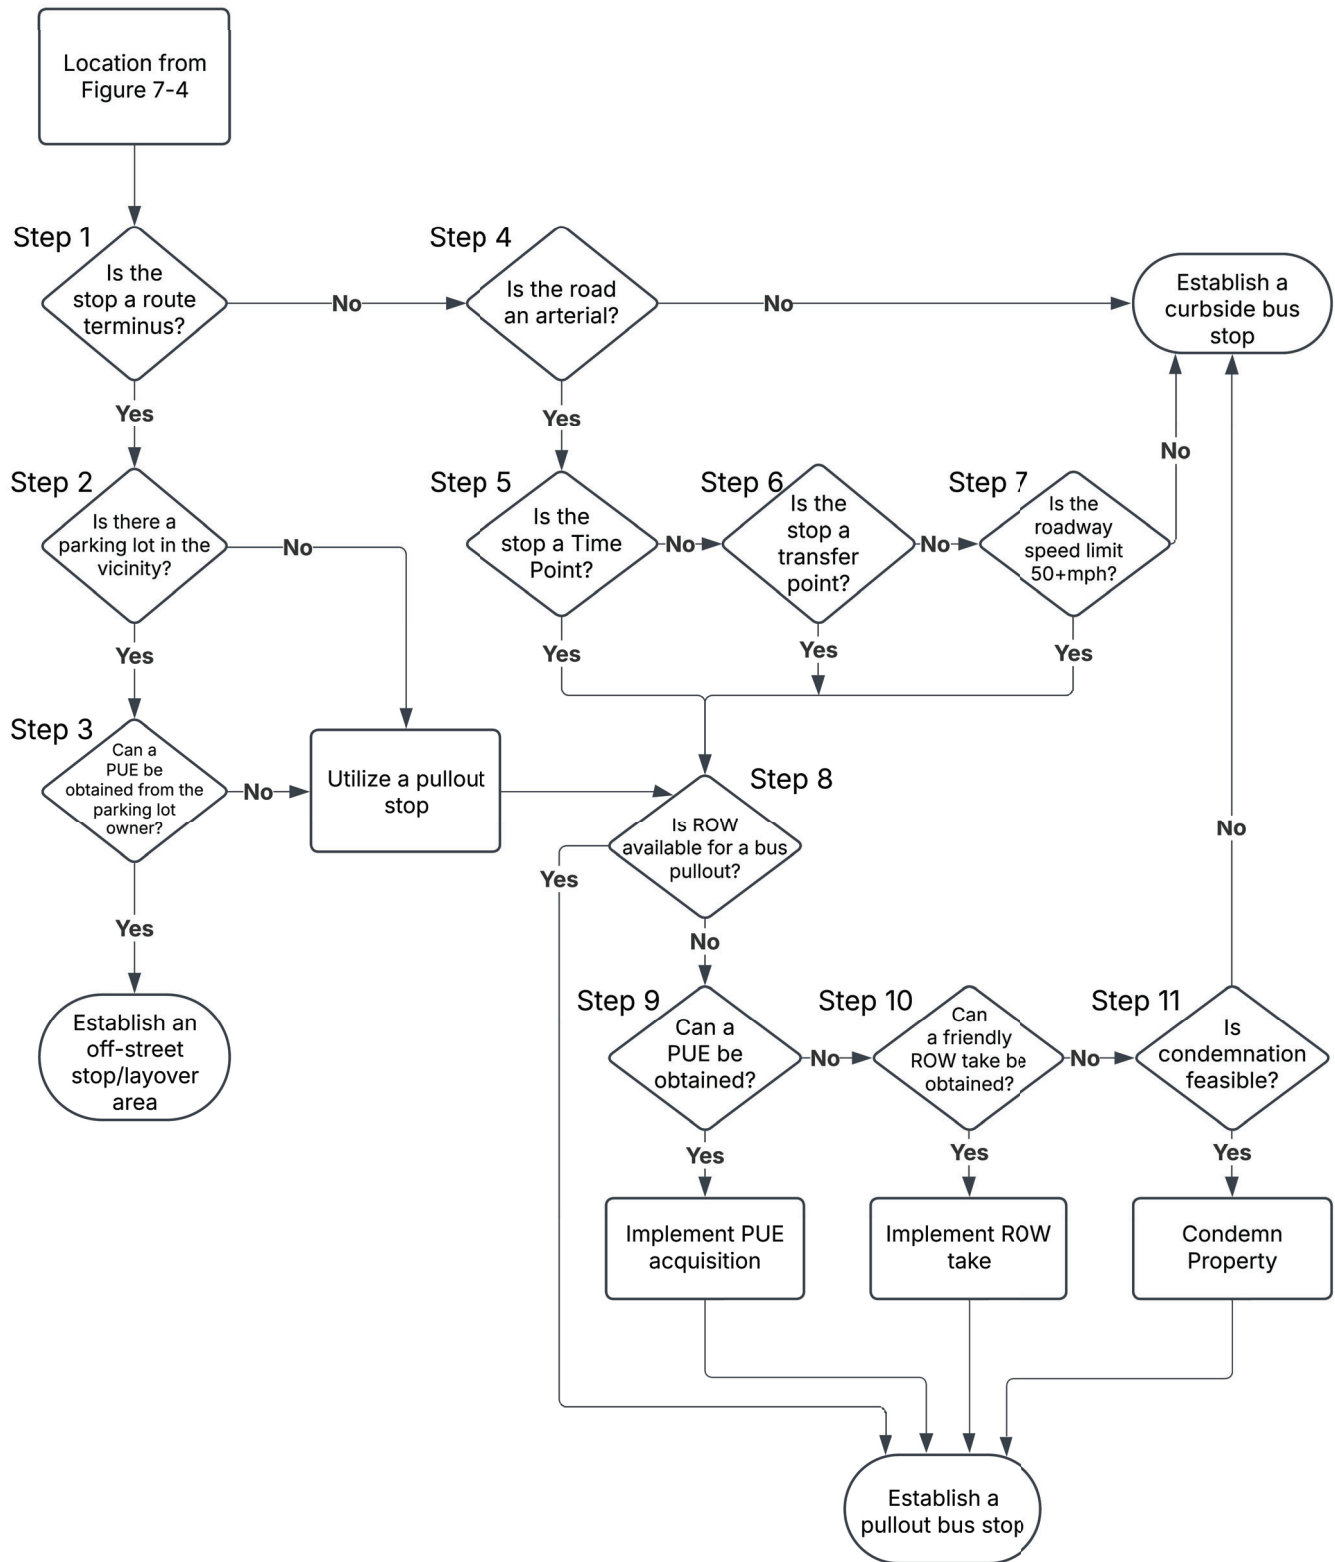 Location from
Figure 7-4
Step 1
Is the
stop a route
terminus?
No
Step 4
Is the road
an arterial?
No
Establish a
curbside bus
stop
Yes
Yes
No
Step 2
Is there a
parking lot in the
vicinity?
No
Step 5
Is the
stop a Time
Point?
No
Step 6
Is the
stop a
transfer
point?
No
Step 7
Is the
roadway
speed limit
50+mph?
Yes
Yes
Yes
Yes
Step 3
Can a
PUE be
obtained from the
parking lot
owner?
No
Utilize a pullout
stop
Step 8
Is ROW
available for a bus
pullout?
Yes
No
No
Yes
Establish an
off-street
stop/layover
area
Step 9
Can a
PUE be
obtained?
No
Step 10
Can
a friendly
ROW take be
obtained?
No
Step 11
Is
condemnation
feasible?
Yes
Yes
Yes
Implement PUE
acquisition
Implement R0W
take
Condemn
Property
Establish a
pullout bus stop